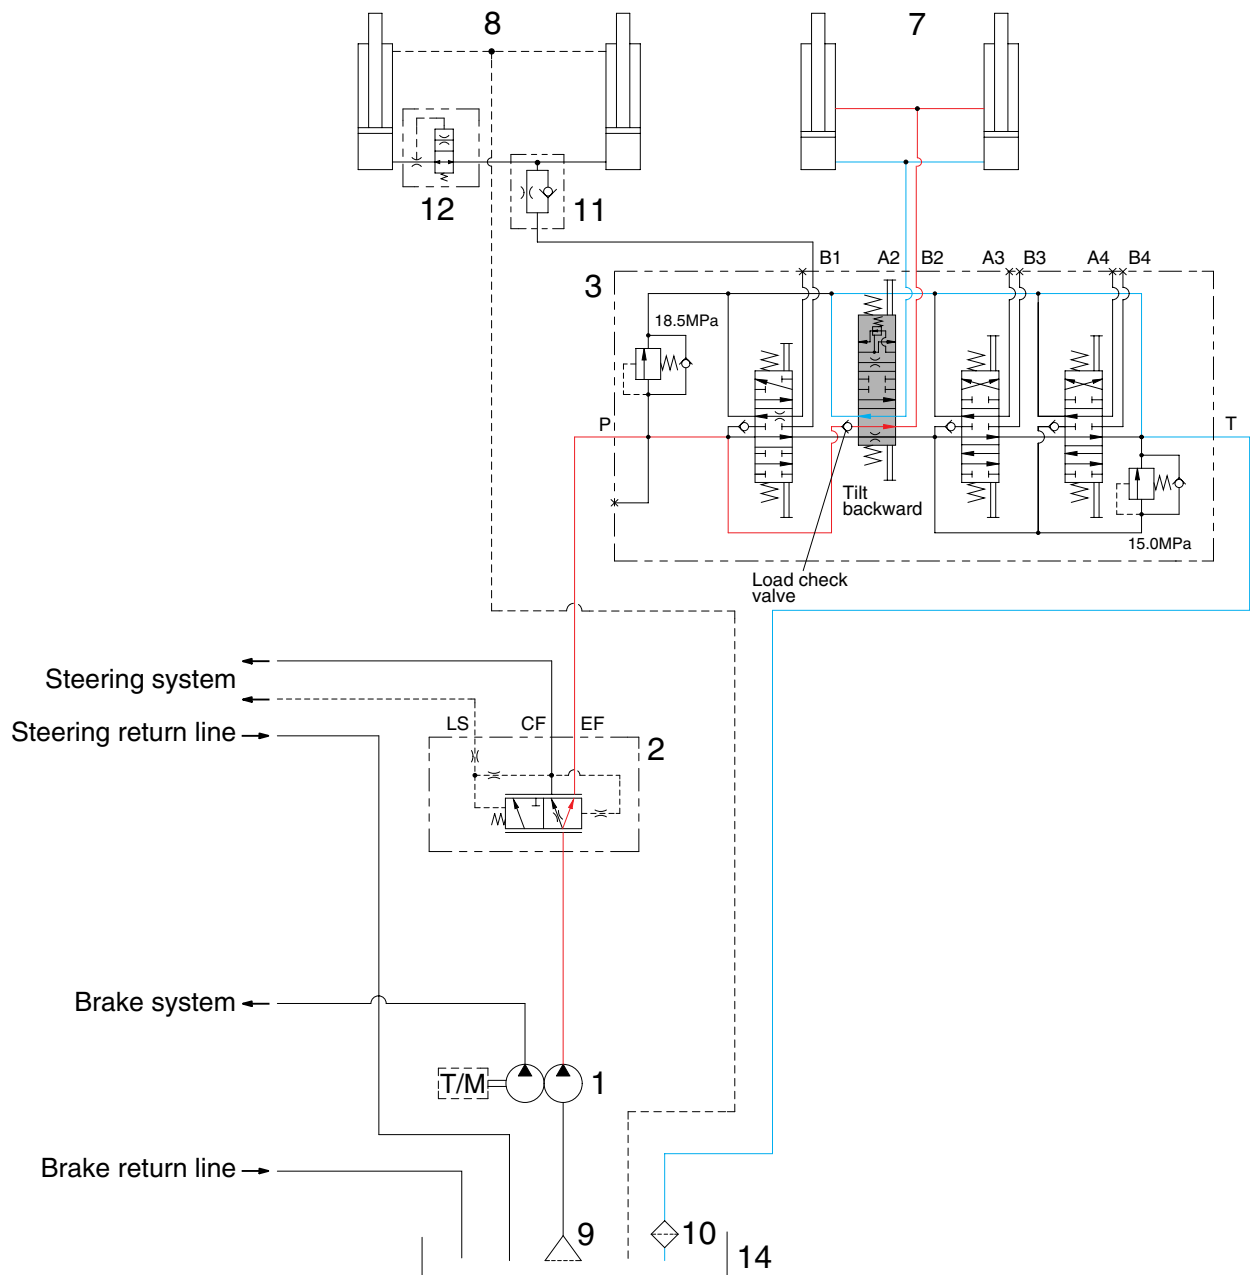 8
7
12
11
B1
A2
B2
A3
B3
A4
B4
3
18.5MPa
P
T
Tilt
backward
15.0MPa
Load check
valve
Steering system
Steering return line
LS
CF
EF
2
Brake system
T/M
1
Brake return line
9
10
14